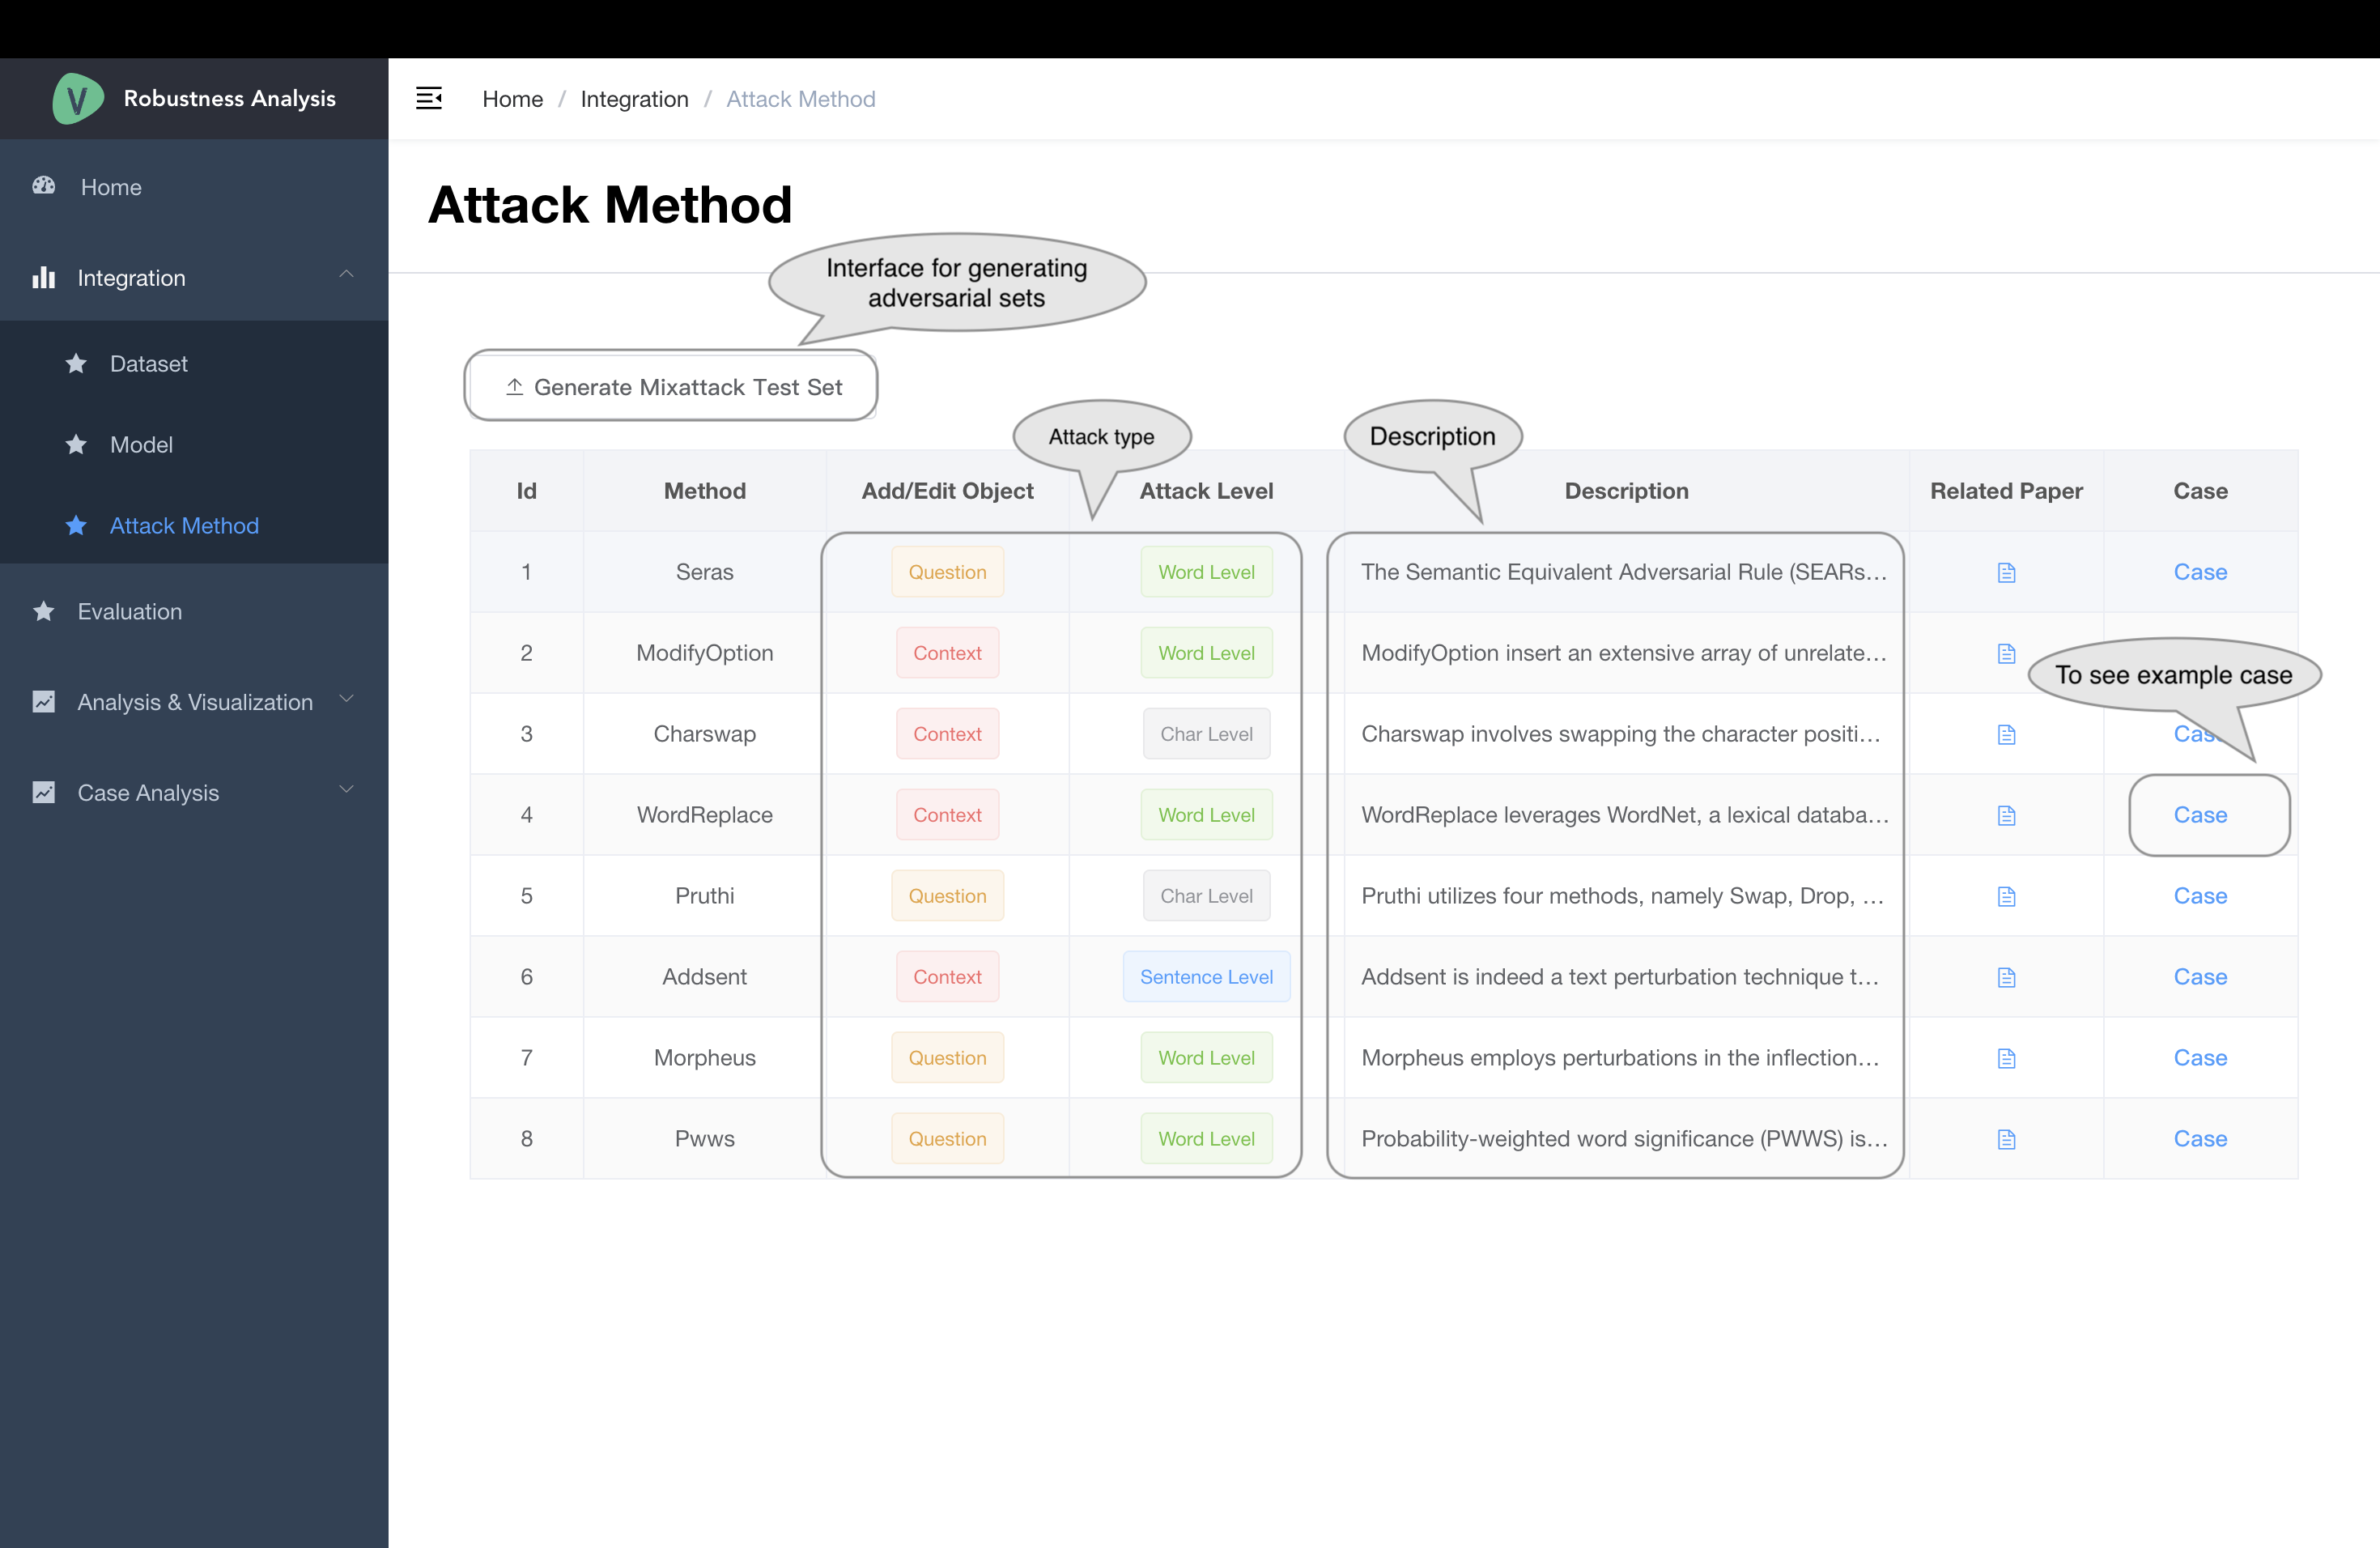 V Robustness Analysis
Home / Integration / Attack Method
Home
Integration
Dataset
Model
Attack Method
Evaluation
Analysis & Visualization
Case Analysis
Attack Method
Interface for generating
adversarial sets
Generate Mixattack Test Set
Attack type
Description
Id Method Add/Edit Object Attack Level Description Related Paper Case
1 Seras Question Word Level The Semantic Equivalent Adversarial Rule (SEARs... Case
2 ModifyOption Context Word Level ModifyOption insert an extensive array of unrelate...
To see example case
3 Charswap Context Char Level Charswap involves swapping the character positi... Case
4 WordReplace Context Word Level WordReplace leverages WordNet, a lexical databa... Case
5 Pruthi Question Char Level Pruthi utilizes four methods, namely Swap, Drop, ... Case
6 Addsent Context Sentence Level Addsent is indeed a text perturbation technique t... Case
7 Morpheus Question Word Level Morpheus employs perturbations in the inflection... Case
8 Pwws Question Word Level Probability-weighted word significance (PWWS) is... Case